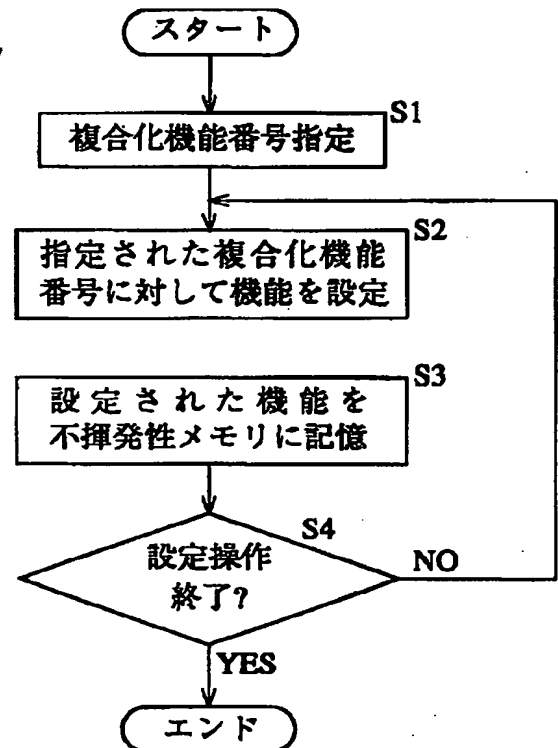 スタート
S1
複合化機能番号指定
S2
指定された複合化機能
番号に対して機能を設定
S3
設定された機能を
不揮発性メモリに記憶
S4
設定操作
終了?
NO
YES
エンド